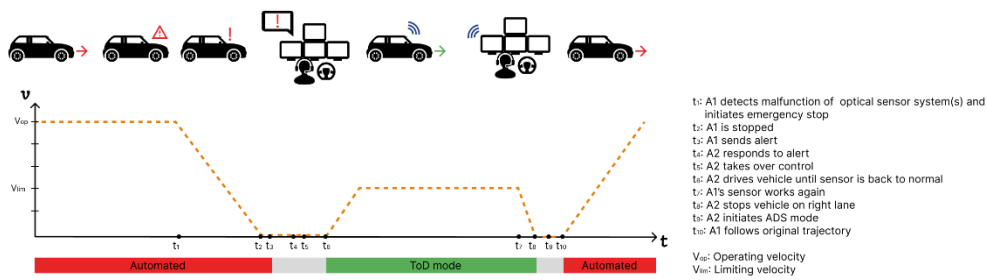 !
!
!
v
Vop
Vlim
t1
t2
t3
t4
t5
t6
t7
t8
t9
t10
t
Automated
ToD mode
Automated
t1: A1 detects malfunction of optical sensor system(s) and
initiates emergency stop
t2: A1 is stopped
t3: A1 sends alert
t4: A2 responds to alert
t5: A2 takes over control
t6: A2 drives vehicle until sensor is back to normal
t7: A1's sensor works again
t8: A2 stops vehicle on right lane
t9: A2 initiates ADS mode
t10: A1 follows original trajectory
Vop: Operating velocity
Vlim: Limiting velocity